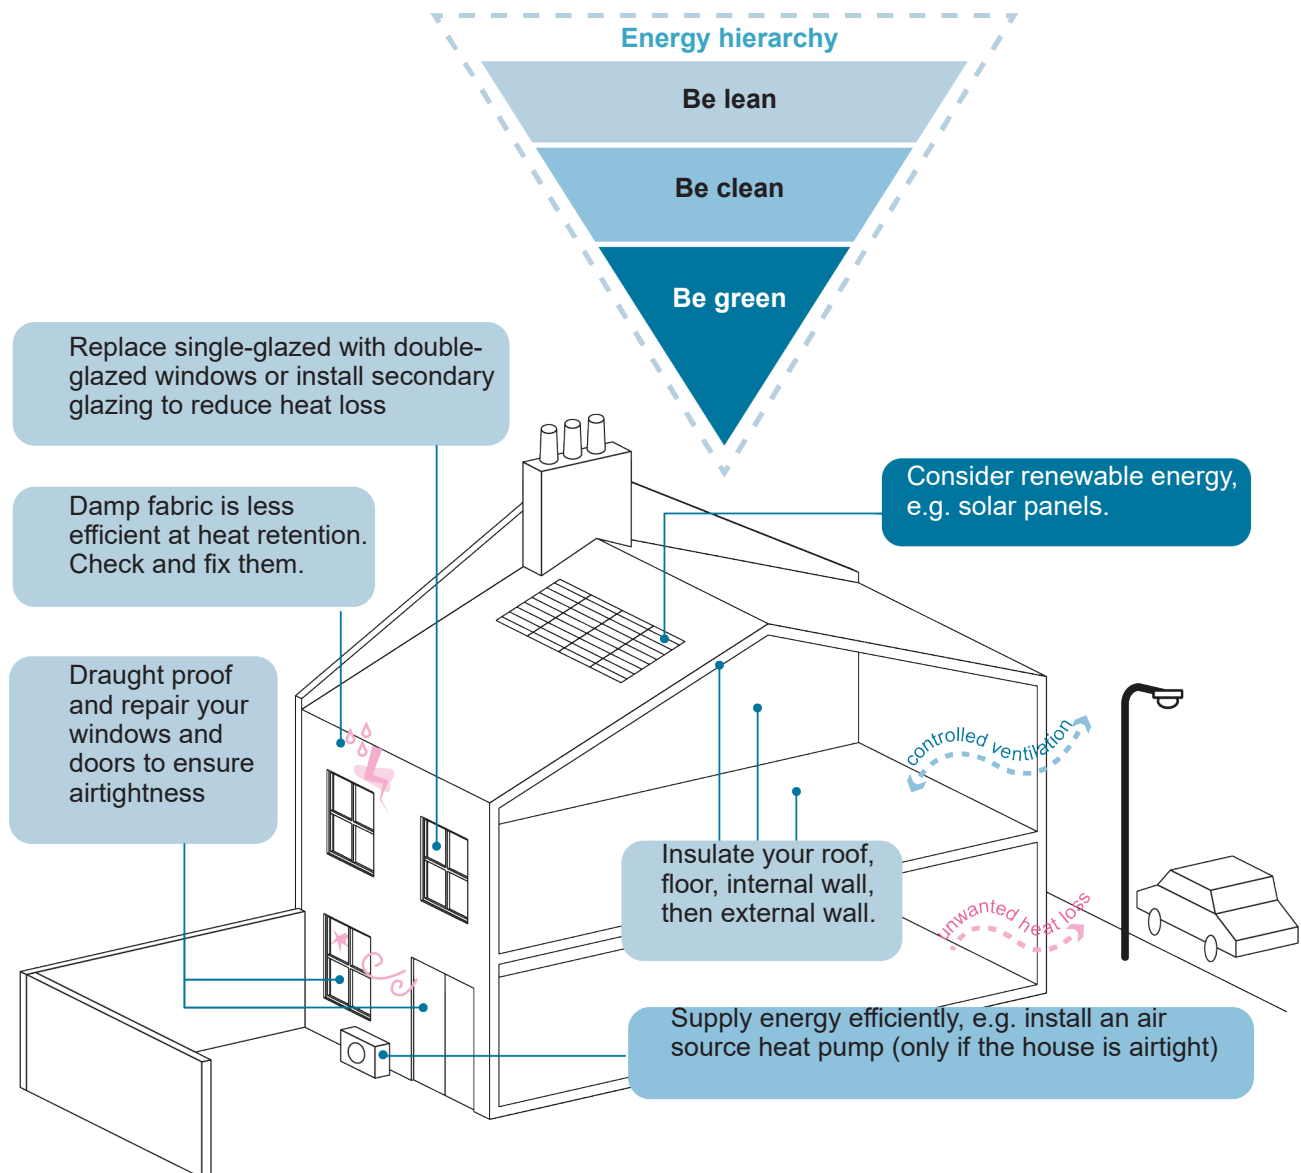 Energy hierarchy
Be lean
Be clean
Be green
Replace single-glazed with double-
glazed windows or install secondary
glazing to reduce heat loss
Consider renewable energy,
e.g. solar panels.
Damp fabric is less
efficient at heat retention.
Check and fix them.
Draught proof
and repair your
windows and
doors to ensure
airtightness
controlled ventilation
Insulate your roof,
floor, internal wall,
then external wall.
unwanted heat loss
Supply energy efficiently, e.g. install an air
source heat pump (only if the house is airtight)